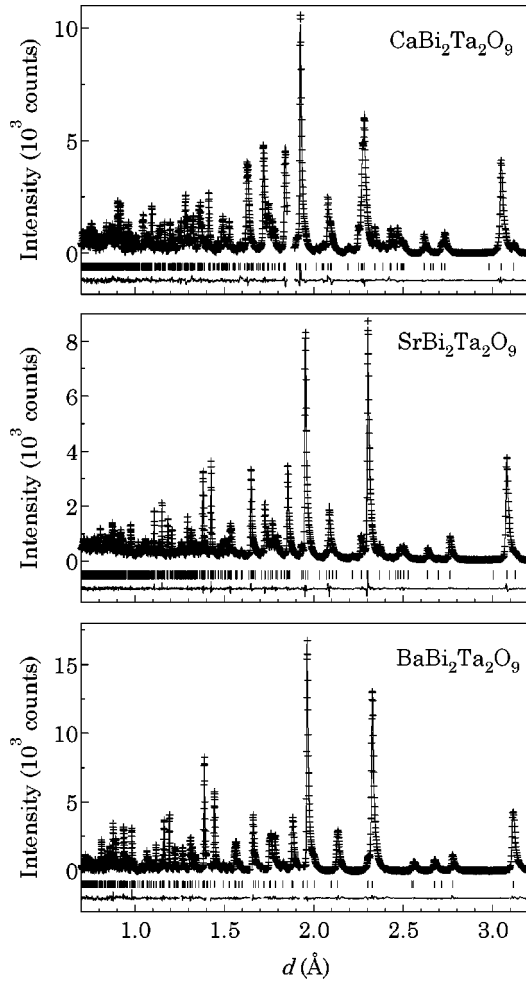 CaBi₂Ta₂O₉
Intensity (10³ counts)
10
5
0
SrBi₂Ta₂O₉
Intensity (10³ counts)
8
6
4
2
0
BaBi₂Ta₂O₉
Intensity (10³ counts)
15
10
5
0
1.0 1.5 2.0 2.5 3.0
d (Å)